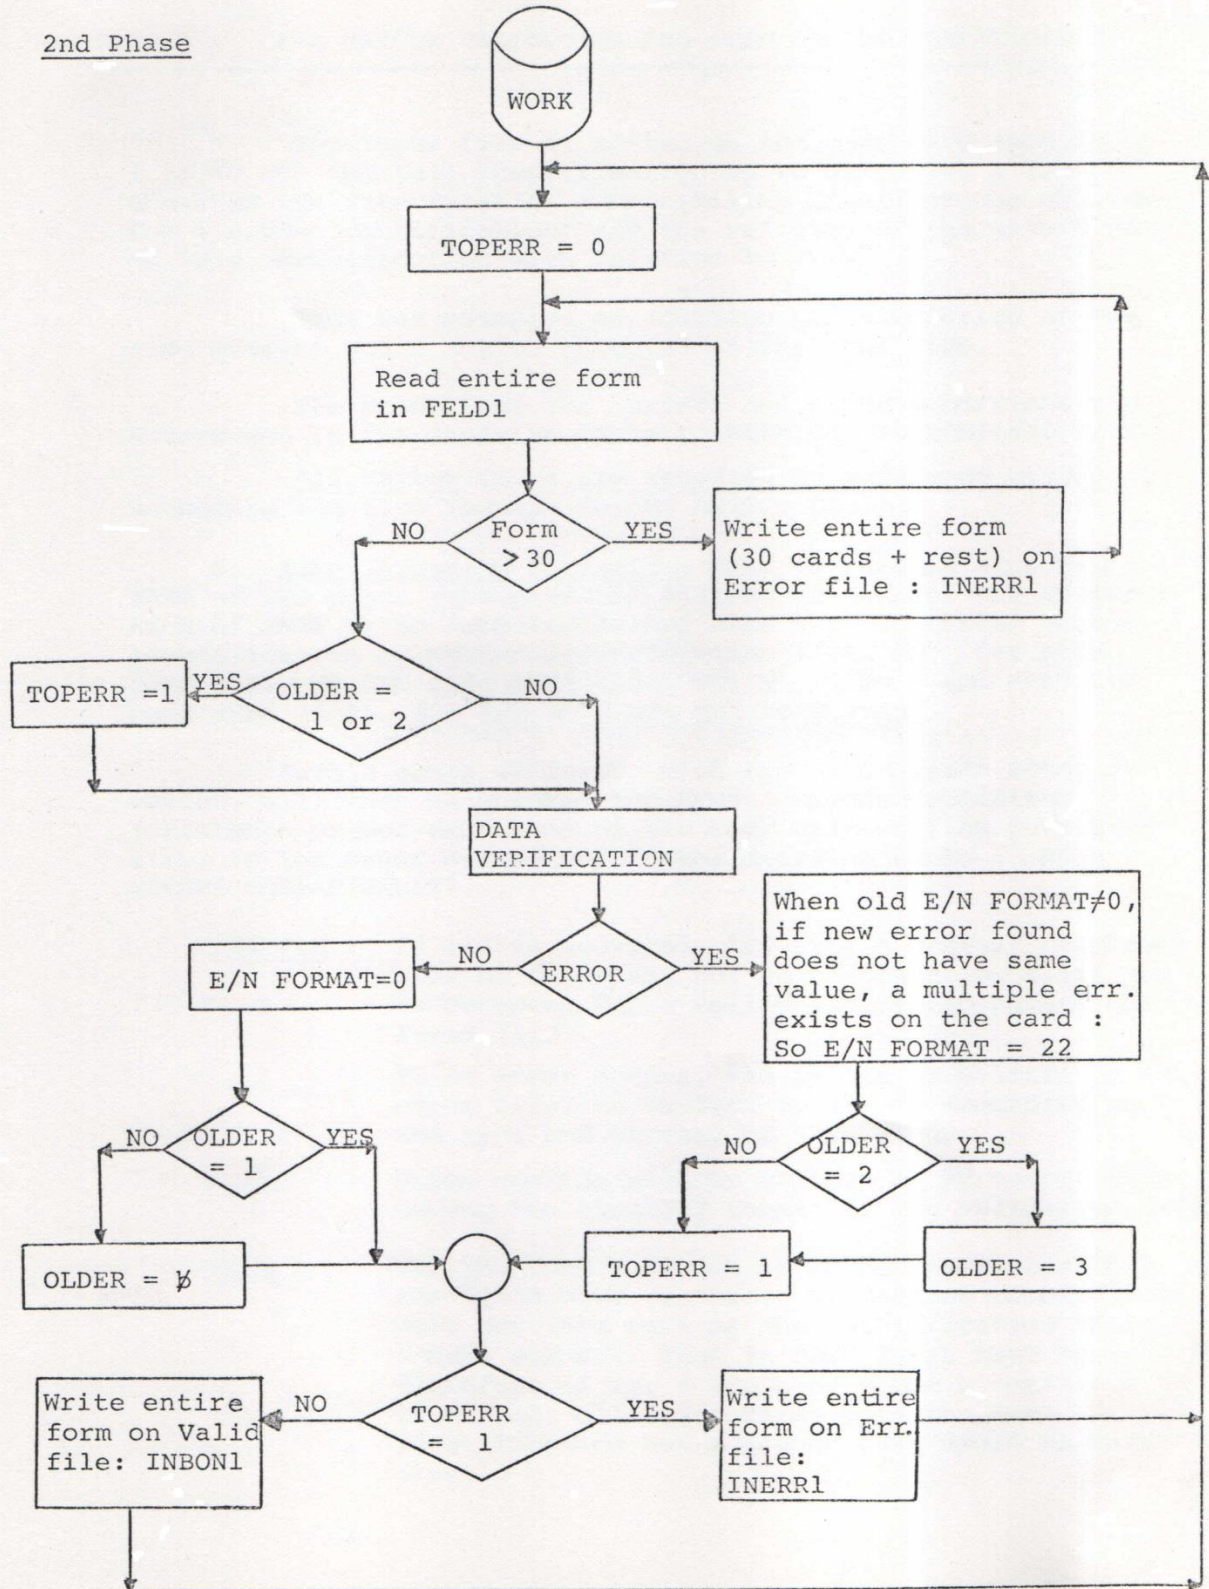 2nd Phase
WORK
TOPERR = 0
Read entire form
in FELD1
Form
>30
NO
YES
Write entire form
(30 cards + rest) on
Error file : INERR1
OLDER =
1 or 2
YES
NO
TOPERR =1
DATA
VERIFICATION
ERROR
NO
YES
E/N FORMAT=0
When old E/N FORMAT≠0,
if new error found
does not have same
value, a multiple err.
exists on the card :
So E/N FORMAT = 22
NO
OLDER
= 1
YES
NO
OLDER
= 2
YES
OLDER = ƀ
TOPERR = 1
OLDER = 3
Write entire
form on Valid
file: INBON1
NO
TOPERR
= 1
YES
Write entire
form on Err.
file:
INERR1